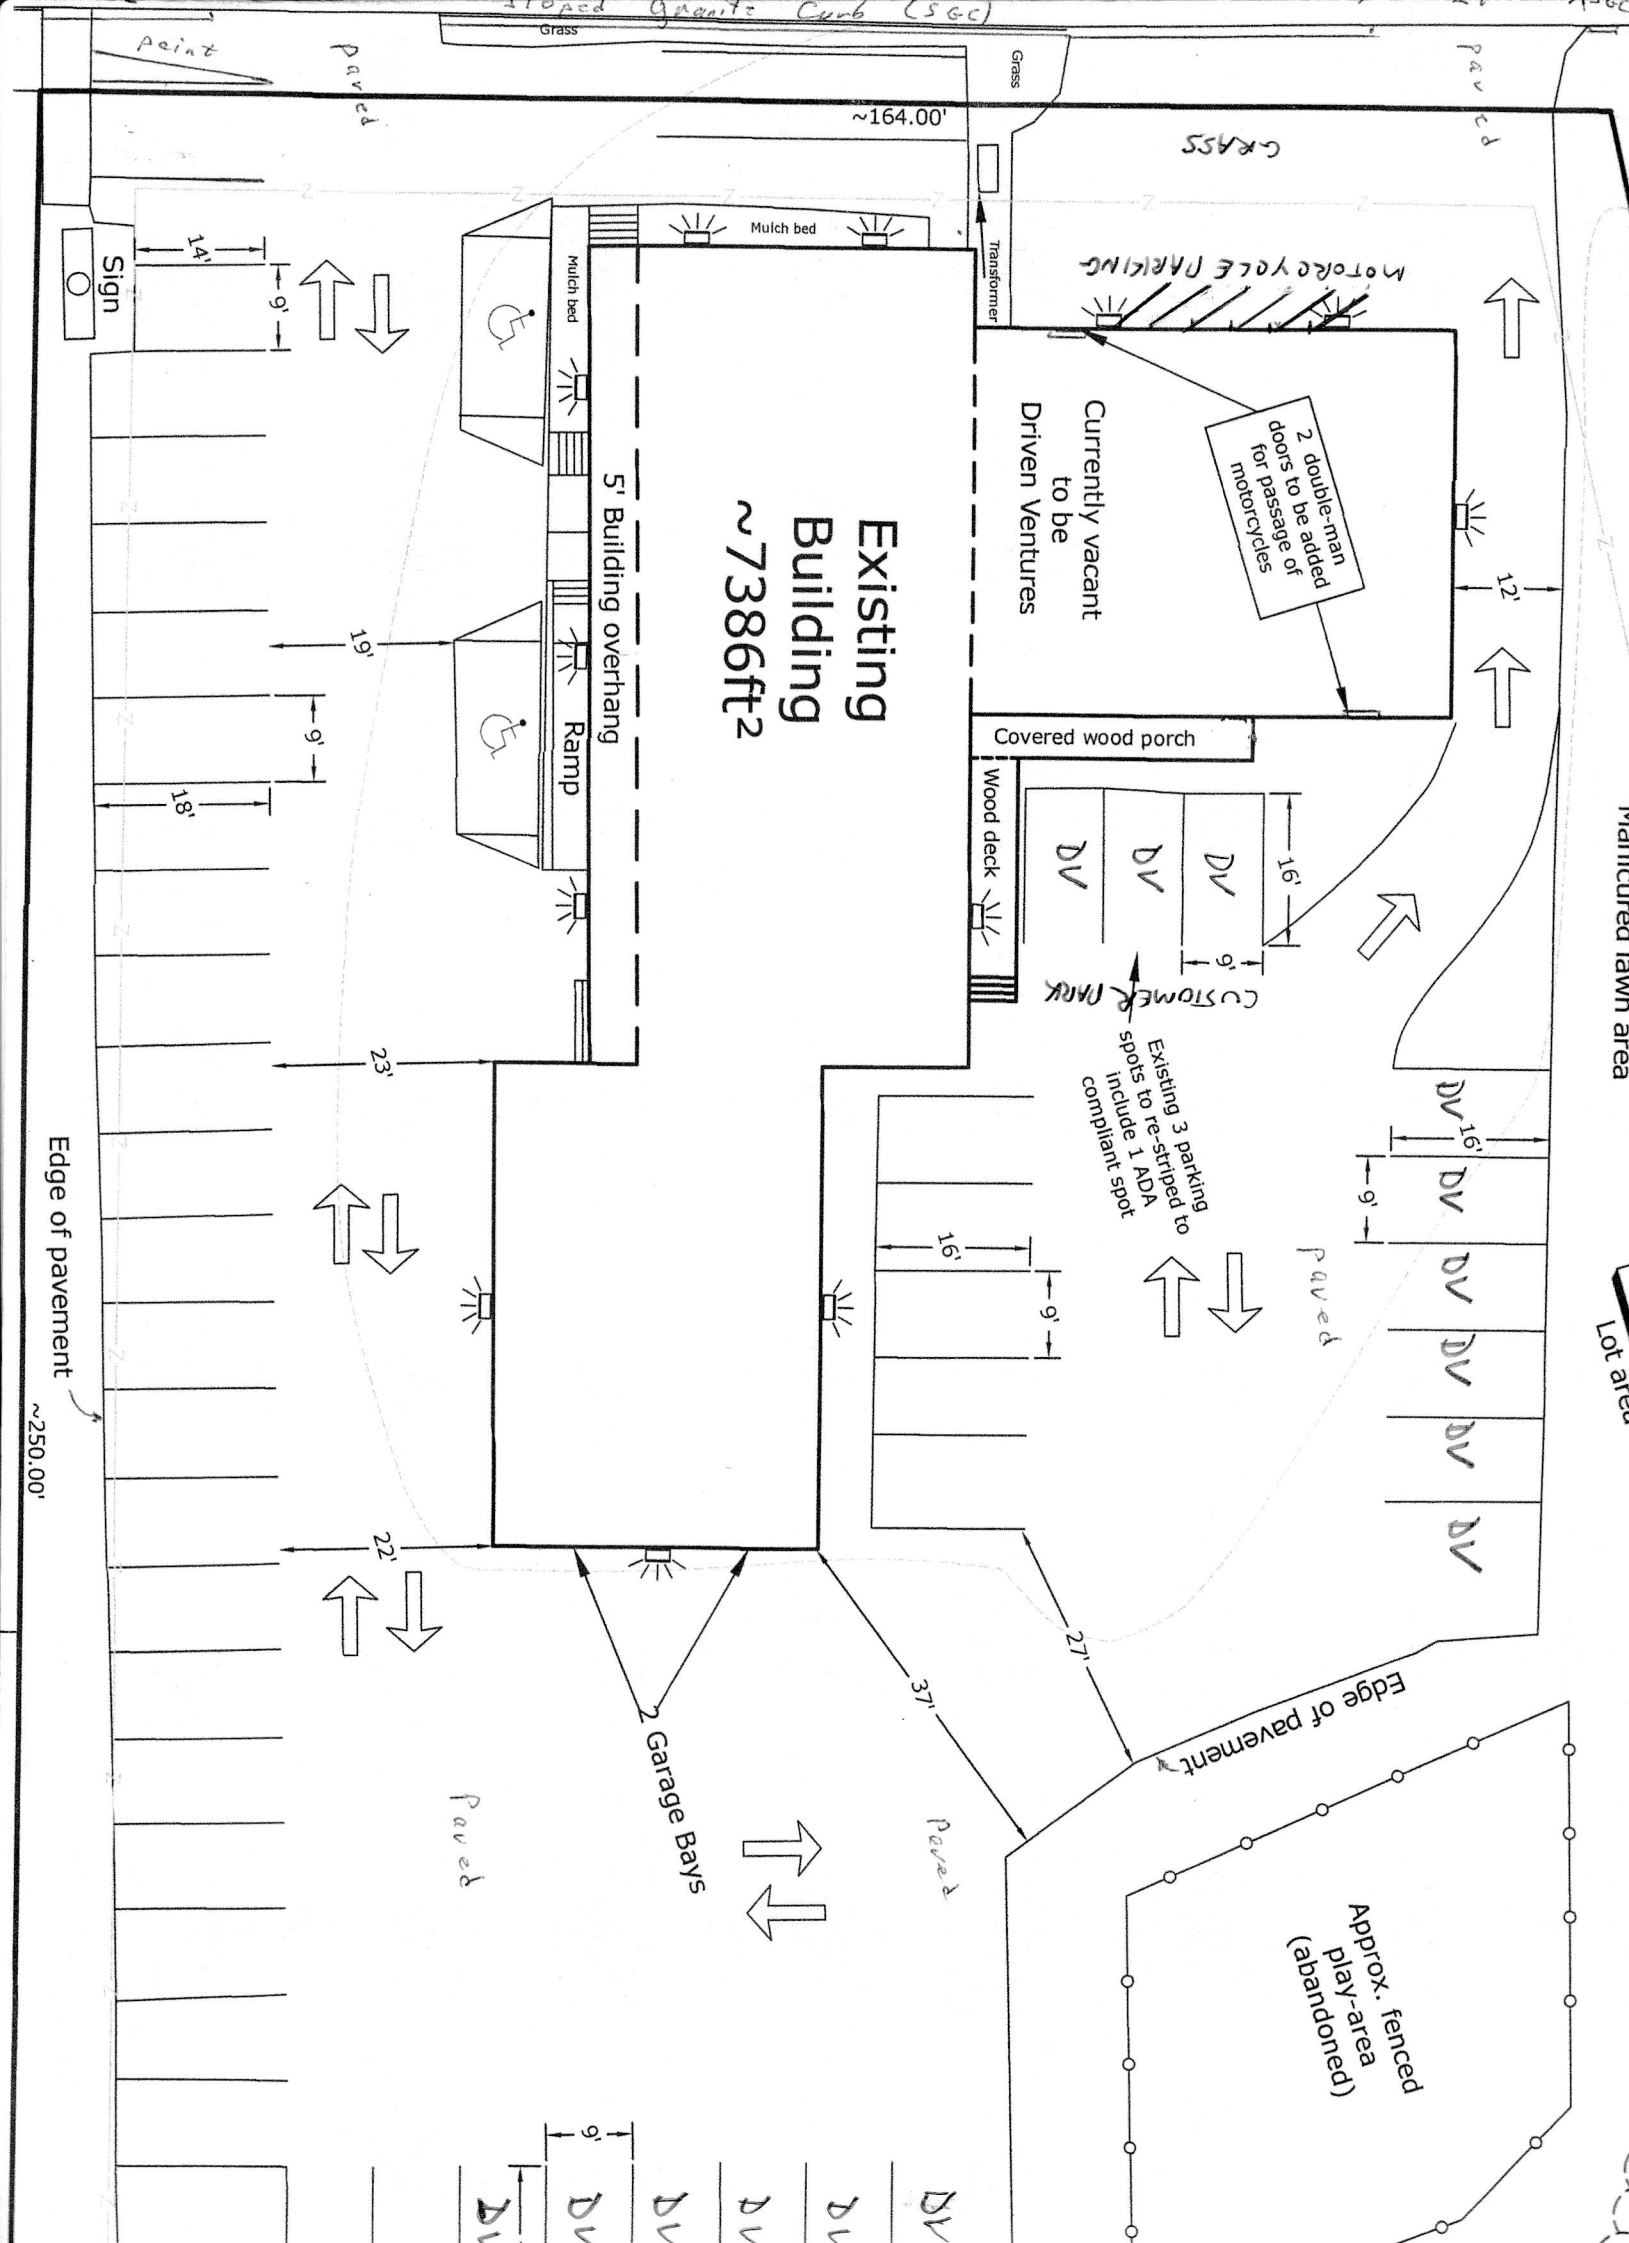 Sloped Granite Curb (SGC)
Grass
Paint
Paved
Grass
Paved
~164.00'
GRASS
Transformer
MOTORCYCLE PARKING
Mulch bed
Mulch bed
Sign
14'
9'
Currently vacant
to be
Driven Ventures
2 double-man
doors to be added
for passage of
motorcycles
12'
5' Building overhang
Existing
Building
~7386ft²
19'
9'
18'
Ramp
Covered wood porch
Wood deck
DV
DV
DV
16'
9'
CUSTOMER PARK
Manicured lawn area
Existing 3 parking
spots to re-striped to
include 1 ADA
compliant spot
23'
DV
16'
DV
9'
DV
DV
DV
DV
Paved
16'
9'
Lot area
Edge of pavement
~250.00'
22'
27'
37'
Edge of pavement
2 Garage Bays
Paved
Paved
Approx. fenced
play-area
(abandoned)
9'
DV
DV
DV
DV
DV
DV